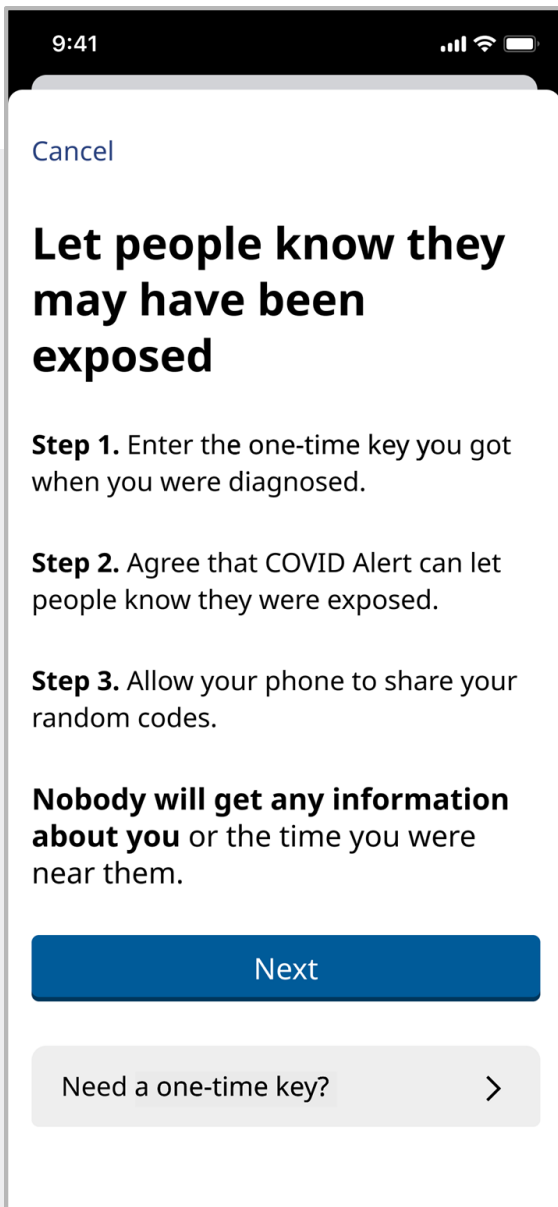 9:41
Cancel
Let people know they
may have been
exposed
Step 1. Enter the one-time key you got
when you were diagnosed.
Step 2. Agree that COVID Alert can let
people know they were exposed.
Step 3. Allow your phone to share your
random codes.
Nobody will get any information
about you or the time you were
near them.
Next
Need a one-time key?